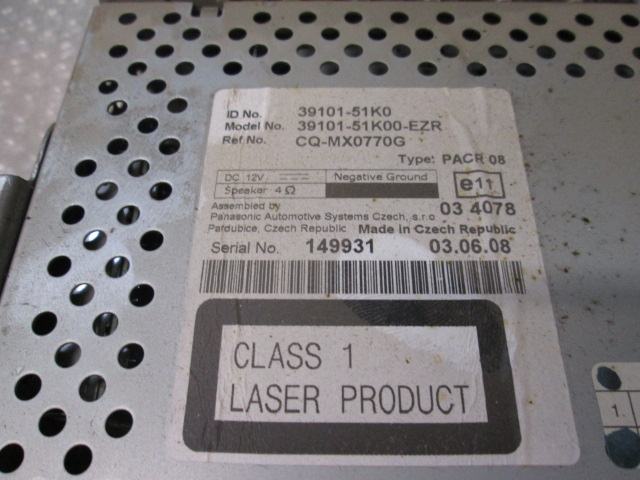 ID No. 39101-51K0
Model No. 39101-51K00-EZR
Ref No. CQ-MX0770G
Type: PACR 08
DC 12V Negative Ground
Speaker 4Ω
e11
Assembled by 03 4078
Panasonic Automotive Systems Czech, s.r.o
Pardubice, Czech Republic Made in Czech Republic
Serial No. 149931 03.06.08
CLASS 1
LASER PRODUCT
1.